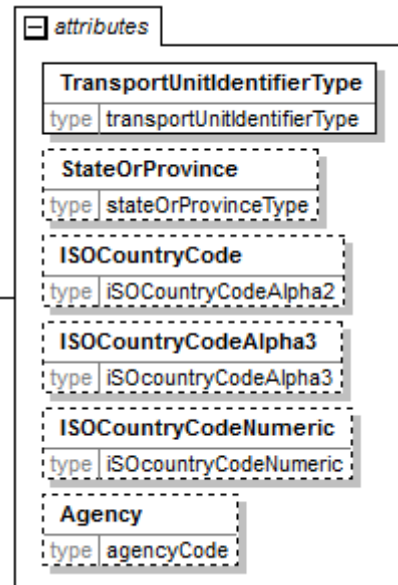 attributes
TransportUnitIdentifierType
type transportUnitIdentifierType
StateOrProvince
type stateOrProvinceType
ISOCountryCode
type iSOCountryCodeAlpha2
ISOCountryCodeAlpha3
type iSOcountryCodeAlpha3
ISOCountryCodeNumeric
type iSOcountryCodeNumeric
Agency
type agencyCode